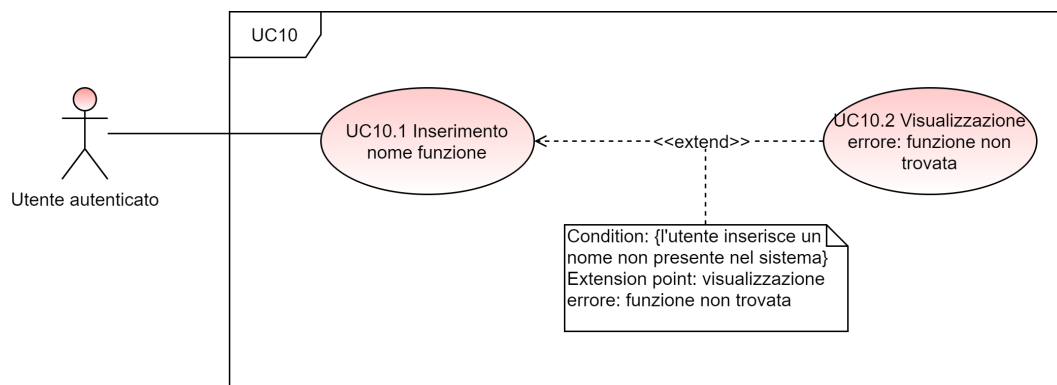 UC10
UC10.1 Inserimento
nome funzione
<<extend>>
UC10.2 Visualizzazione
errore: funzione non
trovata
Utente autenticato
Condition: {l'utente inserisce un
nome non presente nel sistema}
Extension point: visualizzazione
errore: funzione non trovata